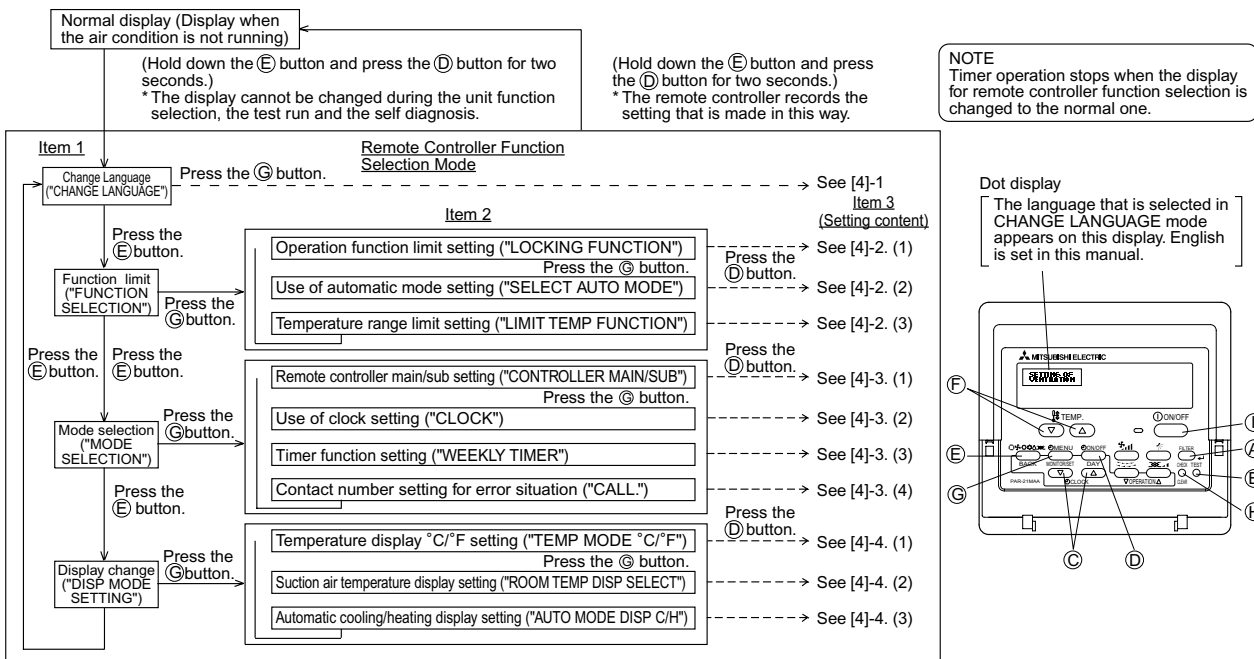 Normal display (Display when
the air condition is not running)
(Hold down the Ⓔ button and press the Ⓓ button for two
seconds.)
* The display cannot be changed during the unit function
selection, the test run and the self diagnosis.
(Hold down the Ⓔ button and press
the Ⓓ button for two seconds.)
* The remote controller records the
setting that is made in this way.
NOTE
Timer operation stops when the display
for remote controller function selection is
changed to the normal one.
Item 1
Remote Controller Function
Selection Mode
Change Language
("CHANGE LANGUAGE")
Press the Ⓖ button.
See [4]-1
Item 2
Item 3
(Setting content)
Press the
Ⓔ button.
Function limit
("FUNCTION
SELECTION")
Press the
Ⓖ button.
Operation function limit setting ("LOCKING FUNCTION")
Press the Ⓖ button.
Use of automatic mode setting ("SELECT AUTO MODE")
Temperature range limit setting ("LIMIT TEMP FUNCTION")
Press the
Ⓓ button.
See [4]-2. (1)
See [4]-2. (2)
See [4]-2. (3)
Press the
Ⓔ button.
Press the
Ⓔ button.
Mode selection
("MODE
SELECTION")
Press the
Ⓖ button.
Remote controller main/sub setting ("CONTROLLER MAIN/SUB")
Press the Ⓖ button.
Use of clock setting ("CLOCK")
Timer function setting ("WEEKLY TIMER")
Contact number setting for error situation ("CALL.")
Press the
Ⓓ button.
See [4]-3. (1)
See [4]-3. (2)
See [4]-3. (3)
See [4]-3. (4)
Press the
Ⓔ button.
Display change
("DISP MODE
SETTING")
Press the
Ⓖ button.
Temperature display °C/°F setting ("TEMP MODE °C/°F")
Press the Ⓖ button.
Suction air temperature display setting ("ROOM TEMP DISP SELECT")
Automatic cooling/heating display setting ("AUTO MODE DISP C/H")
Press the
Ⓓ button.
See [4]-4. (1)
See [4]-4. (2)
See [4]-4. (3)
Dot display
The language that is selected in
CHANGE LANGUAGE mode
appears on this display. English
is set in this manual.
MITSUBISHI ELECTRIC
SETTING OF
VENTILATION
TEMP.
ON/OFF
MENU
ON/OFF
FILTER
BACK
MONITOR/SET
DAY
CHECK
TEST
PAR-21MAA
CLOCK
OPERATION
CLEAR
Ⓕ
Ⓔ
Ⓖ
Ⓒ
Ⓓ